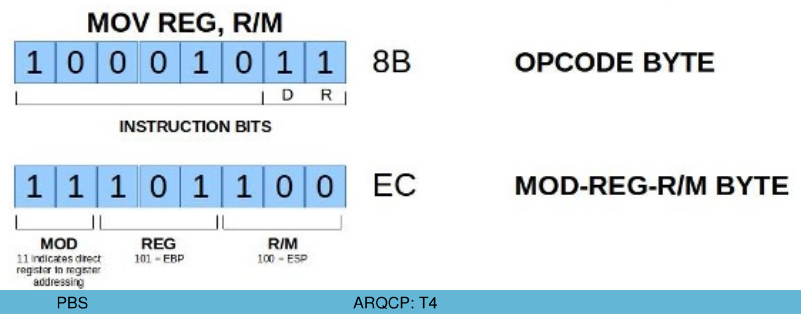 MOV REG, R/M
1 0 0 0 1 0 1 1 8B OPCODE BYTE
D R
INSTRUCTION BITS
1 1 1 0 1 1 0 0 EC MOD-REG-R/M BYTE
MOD REG R/M
11 indicates direct 101 = EBP 100 = ESP
register to register
addressing
PBS ARQCP: T4